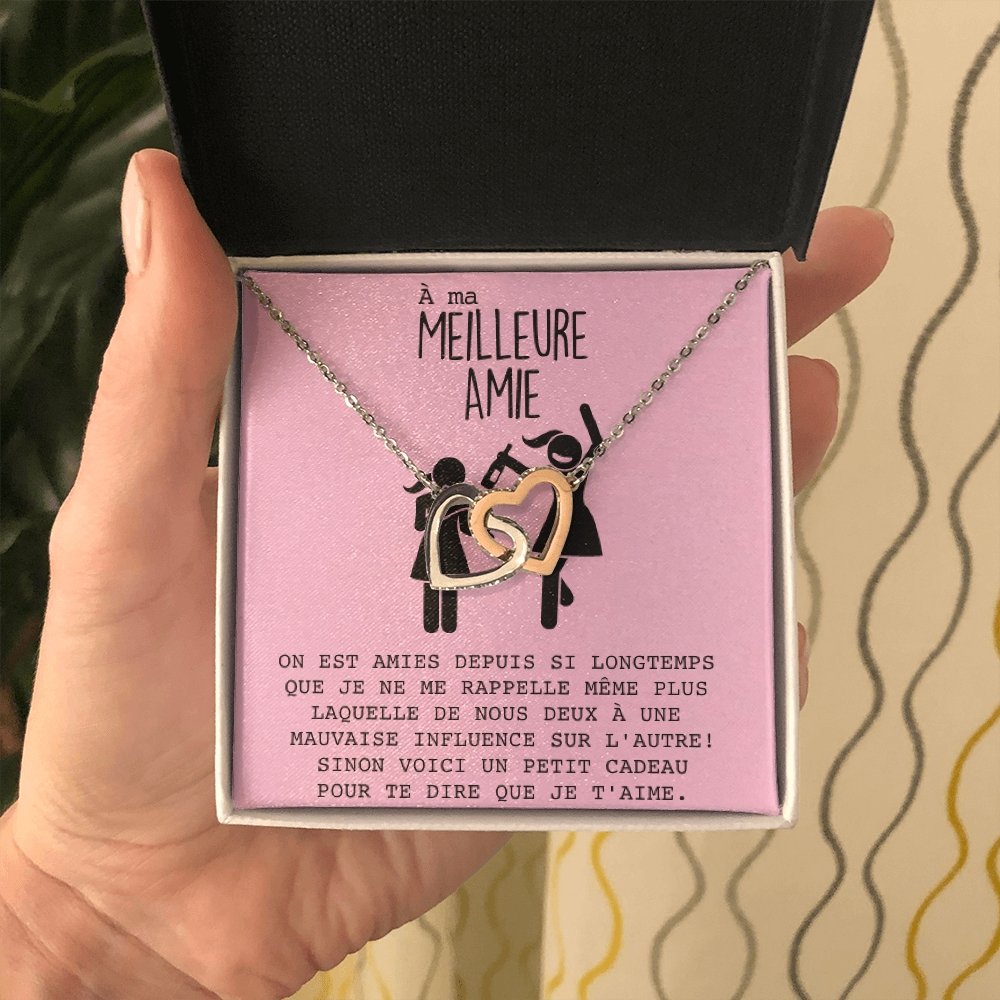 À ma
MEILLEURE
AMIE
ON EST AMIES DEPUIS SI LONGTEMPS
QUE JE NE ME RAPPELLE MÊME PLUS
LAQUELLE DE NOUS DEUX À UNE
MAUVAISE INFLUENCE SUR L'AUTRE!
SINON VOICI UN PETIT CADEAU
POUR TE DIRE QUE JE T'AIME.